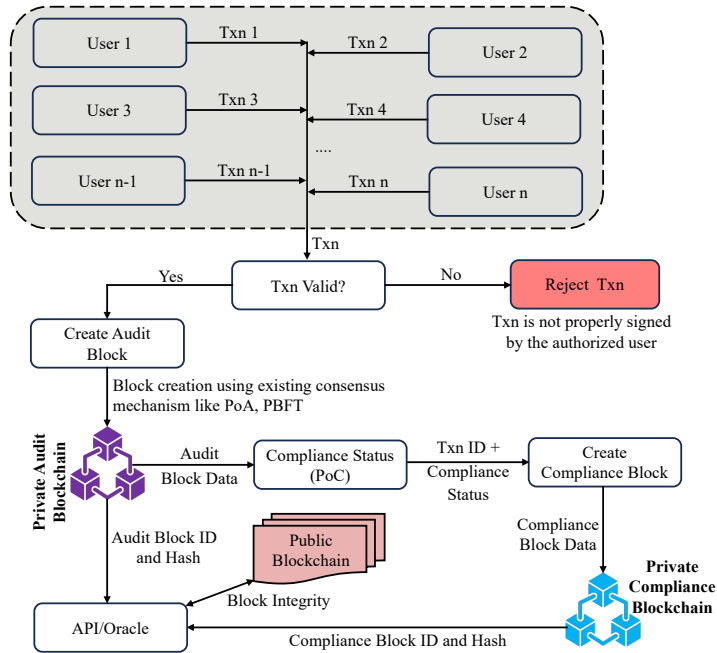 User 1
Txn 1
Txn 2
User 2
User 3
Txn 3
Txn 4
User 4
....
User n-1
Txn n-1
Txn n
User n
Txn
Yes
Txn Valid?
No
Reject Txn
Txn is not properly signed
by the authorized user
Create Audit
Block
Block creation using existing consensus
mechanism like PoA, PBFT
Private Audit
Blockchain
Audit
Block Data
Compliance Status
(PoC)
Txn ID +
Compliance
Status
Create
Compliance Block
Audit Block ID
and Hash
Public
Blockchain
Compliance
Block Data
Private
Compliance
Blockchain
Block Integrity
API/Oracle
Compliance Block ID and Hash